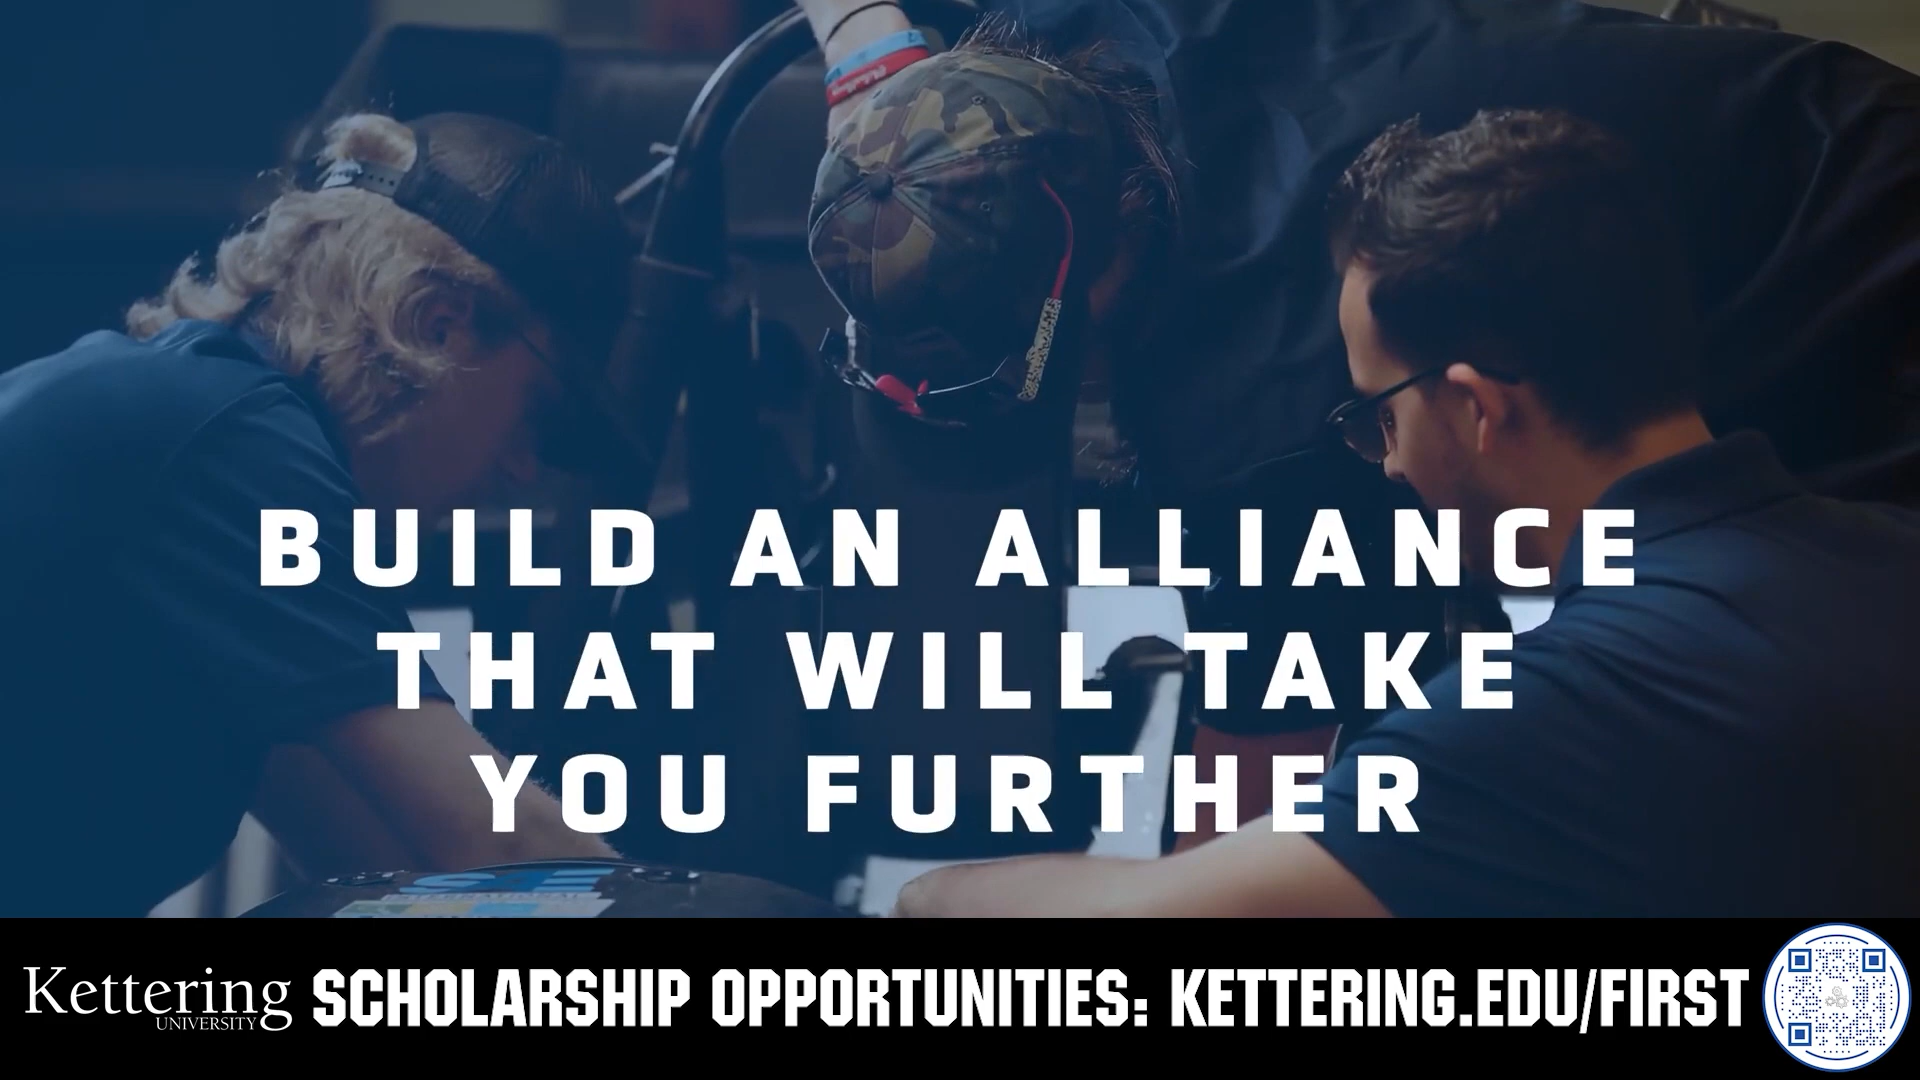 BUILD AN ALLIANCE
THAT WILL TAKE
YOU FURTHER
Kettering
UNIVERSITY
SCHOLARSHIP OPPORTUNITIES: KETTERING.EDU/FIRST